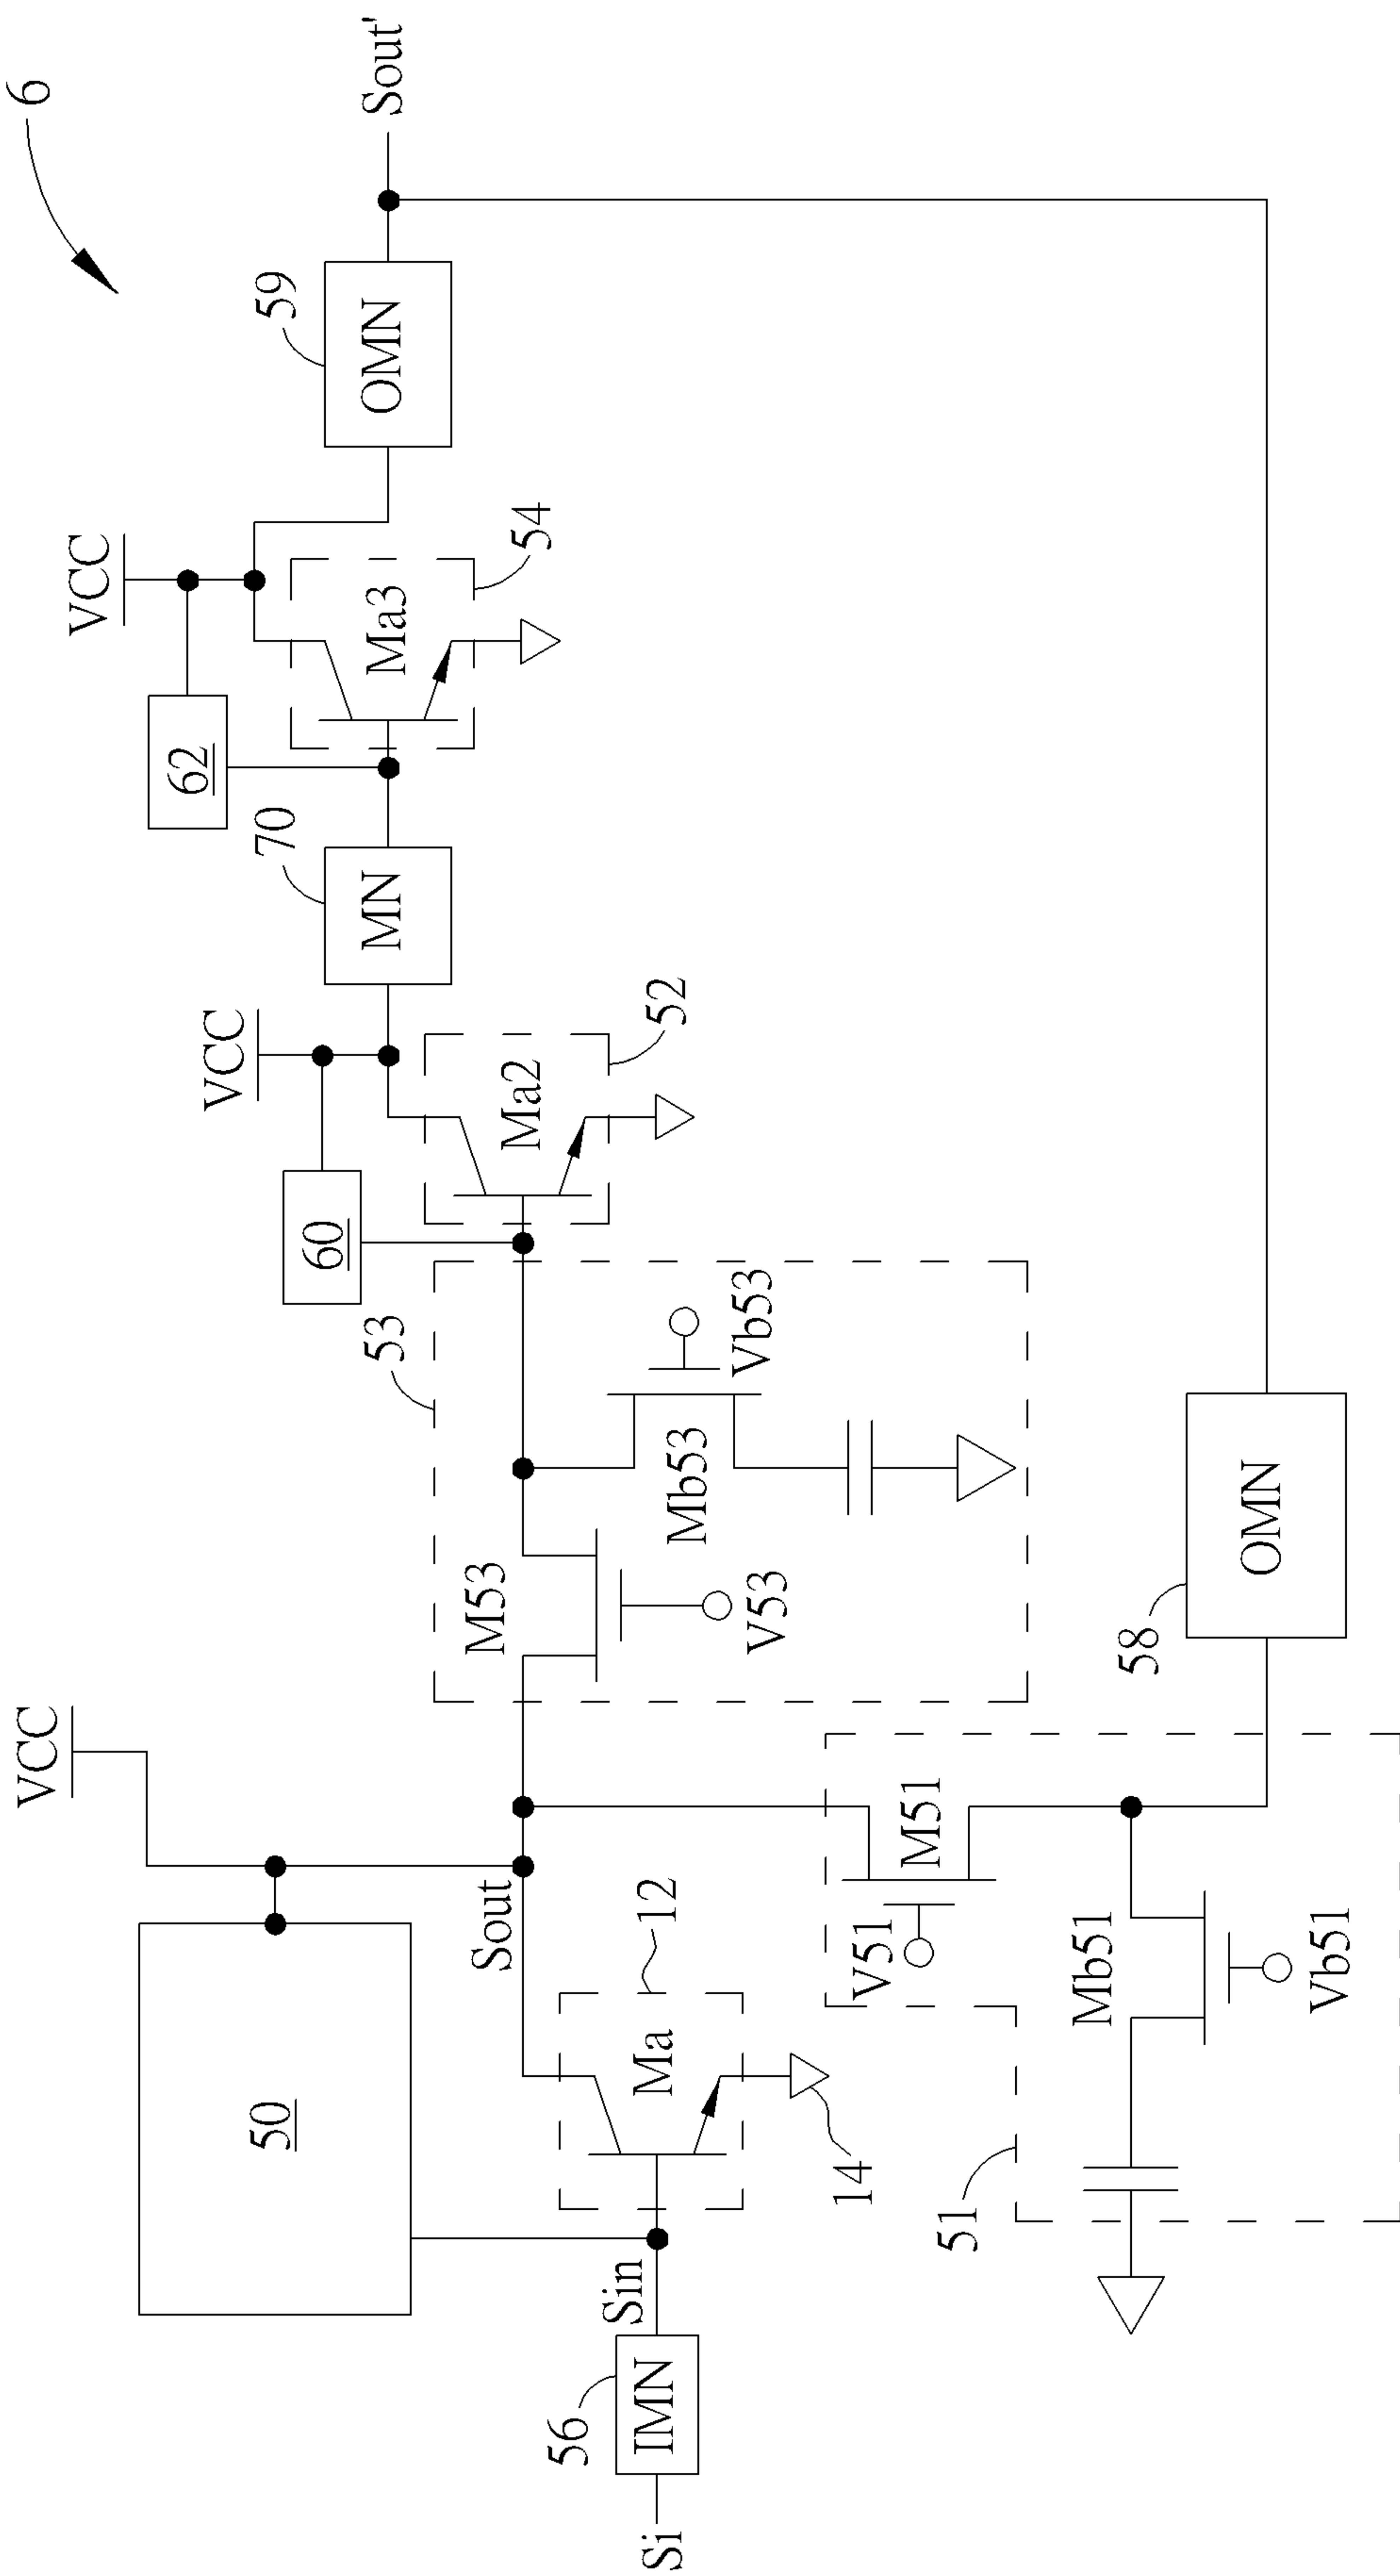 6
VCC
VCC
VCC
62
59
70
60
OMN
Sout'
MN
Ma3
54
53
Ma2
52
50
Sout
M53
Mb53
Vb53
V53
12
Ma
Sin
56
IMN
Si
14
V51
M51
51
Mb51
Vb51
58
OMN